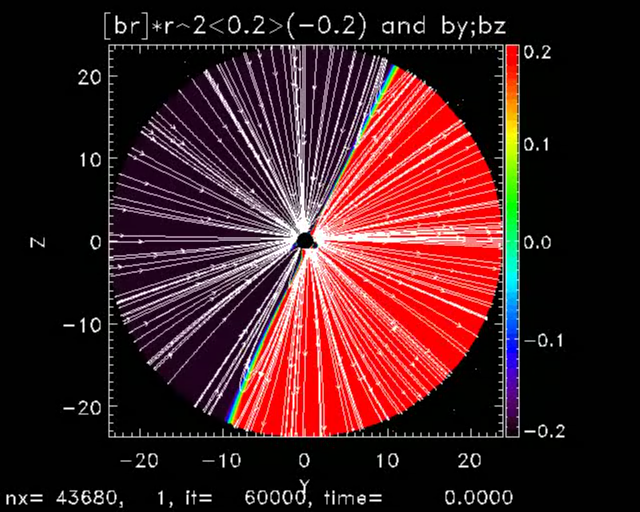 [br]*r^2<0.2>(-0.2) and by;bz
20
10
0
-10
-20
Z
0.2
0.1
0.0
-0.1
-0.2
-20 -10 0 10 20
Y
nx= 43680, 1, it= 60000, time= 0.0000